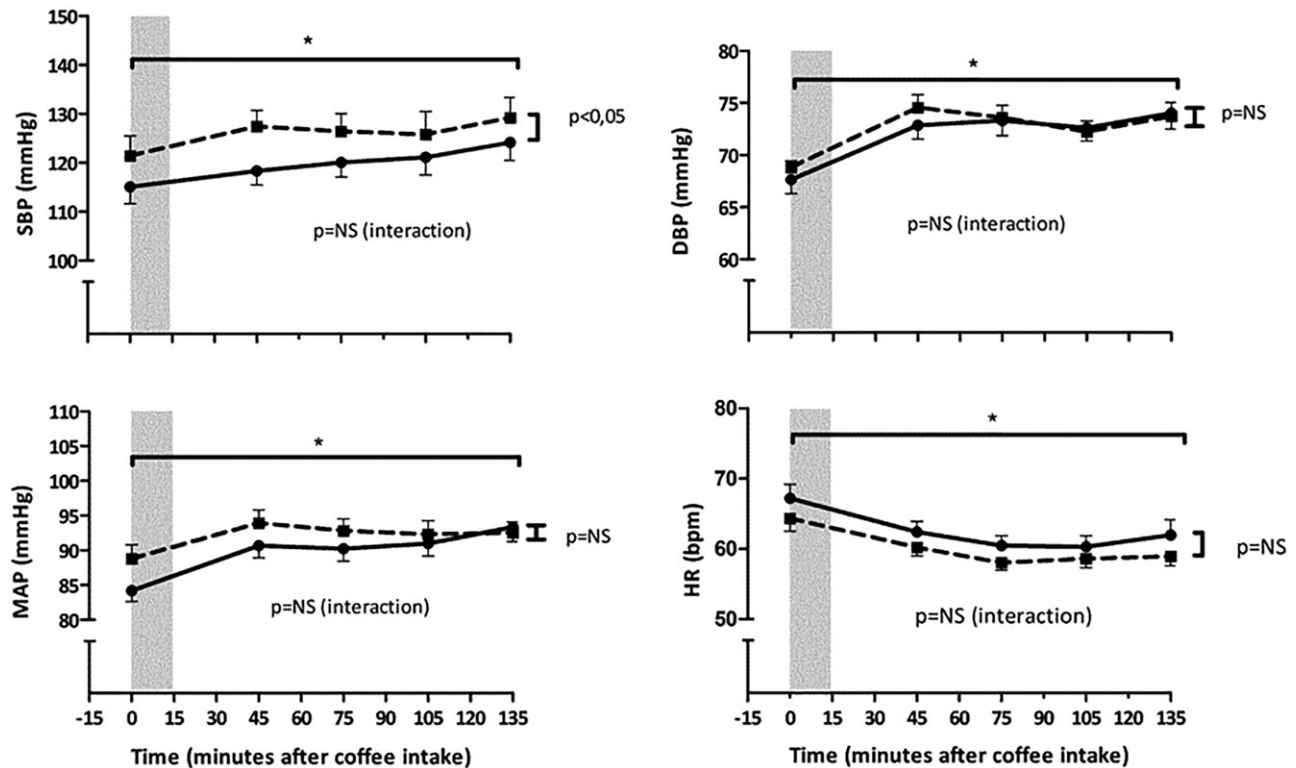 150
140
130
120
110
100
SBP (mmHg)
*
p<0,05
p=NS (interaction)
80
75
70
65
60
DBP (mmHg)
*
p=NS
p=NS (interaction)
110
105
100
95
90
85
80
MAP (mmHg)
*
p=NS
p=NS (interaction)
-15 0 15 30 45 60 75 90 105 120 135
Time (minutes after coffee intake)
80
70
60
50
HR (bpm)
*
p=NS
p=NS (interaction)
-15 0 15 30 45 60 75 90 105 120 135
Time (minutes after coffee intake)